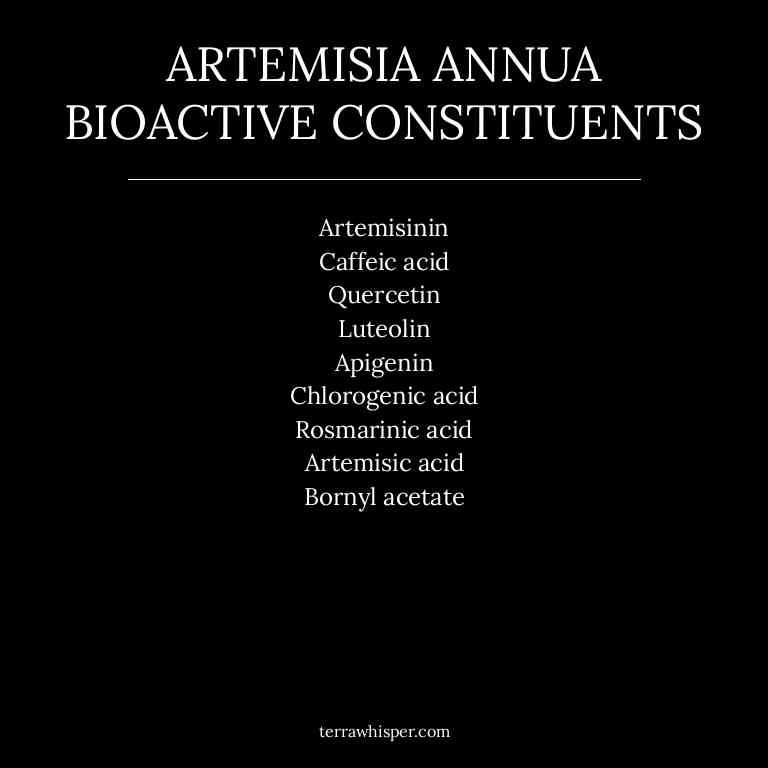 ARTEMISIA ANNUA
BIOACTIVE CONSTITUENTS
Artemisinin
Caffeic acid
Quercetin
Luteolin
Apigenin
Chlorogenic acid
Rosmarinic acid
Artemisic acid
Bornyl acetate
terrawhisper.com